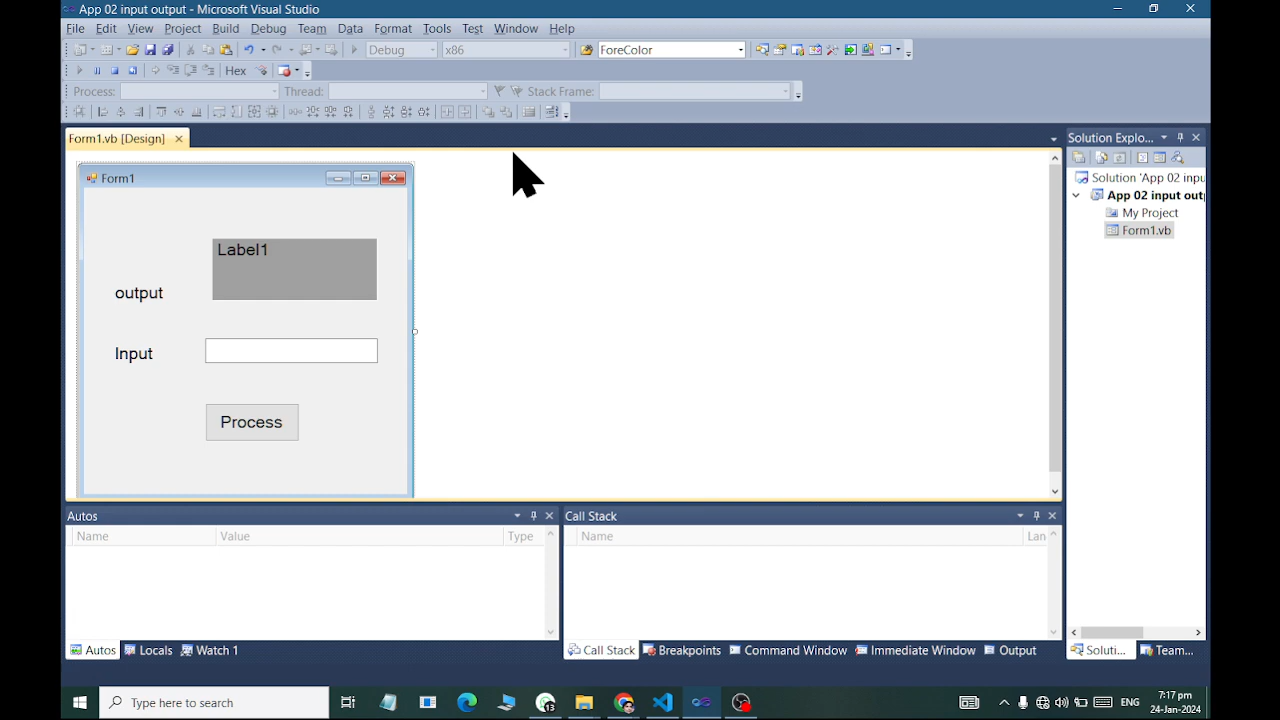 App 02 input output - Microsoft Visual Studio
File Edit View Project Build Debug Team Data Format Tools Test Window Help
Debug x86 ForeColor
Hex
Process: Thread: Stack Frame:
Form1.vb [Design]
Solution Explo...
Form1
Solution 'App 02 inpu
App 02 input out
My Project
Form1.vb
Label1
output
Input
Process
Autos
Call Stack
Name Value Type
Name Lan
Autos Locals Watch 1
Call Stack Breakpoints Command Window Immediate Window Output
Soluti... Team...
Type here to search
13
ENG
7:17 pm
24-Jan-2024